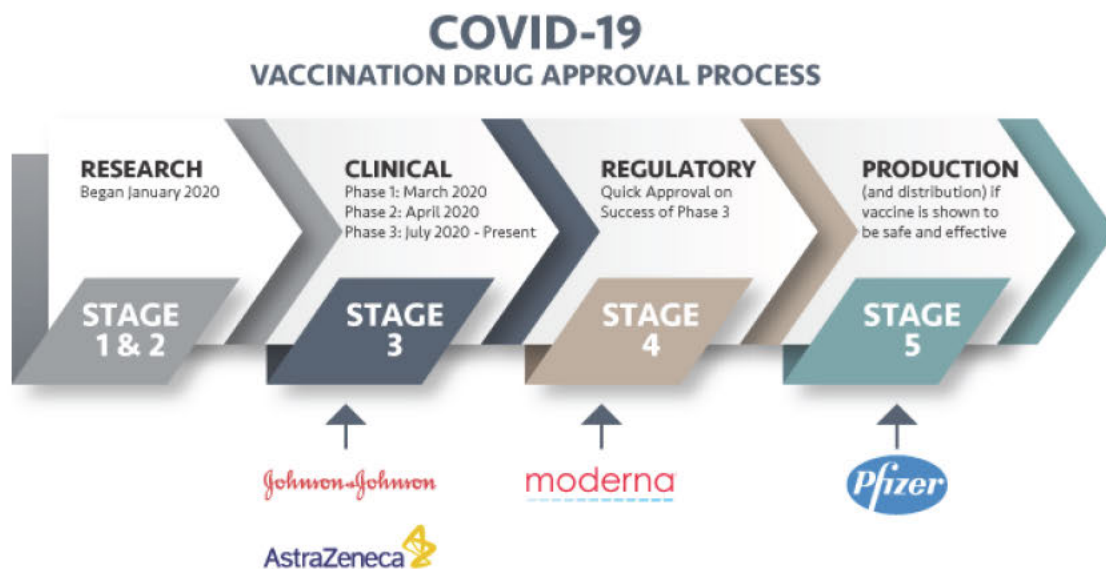 COVID-19
VACCINATION DRUG APPROVAL PROCESS
RESEARCH
Began January 2020
STAGE
1 & 2
CLINICAL
Phase 1: March 2020
Phase 2: April 2020
Phase 3: July 2020 - Present
STAGE
3
REGULATORY
Quick Approval on
Success of Phase 3
STAGE
4
PRODUCTION
(and distribution) if
vaccine is shown to
be safe and effective
STAGE
5
Johnson&Johnson
AstraZeneca
moderna
Pfizer